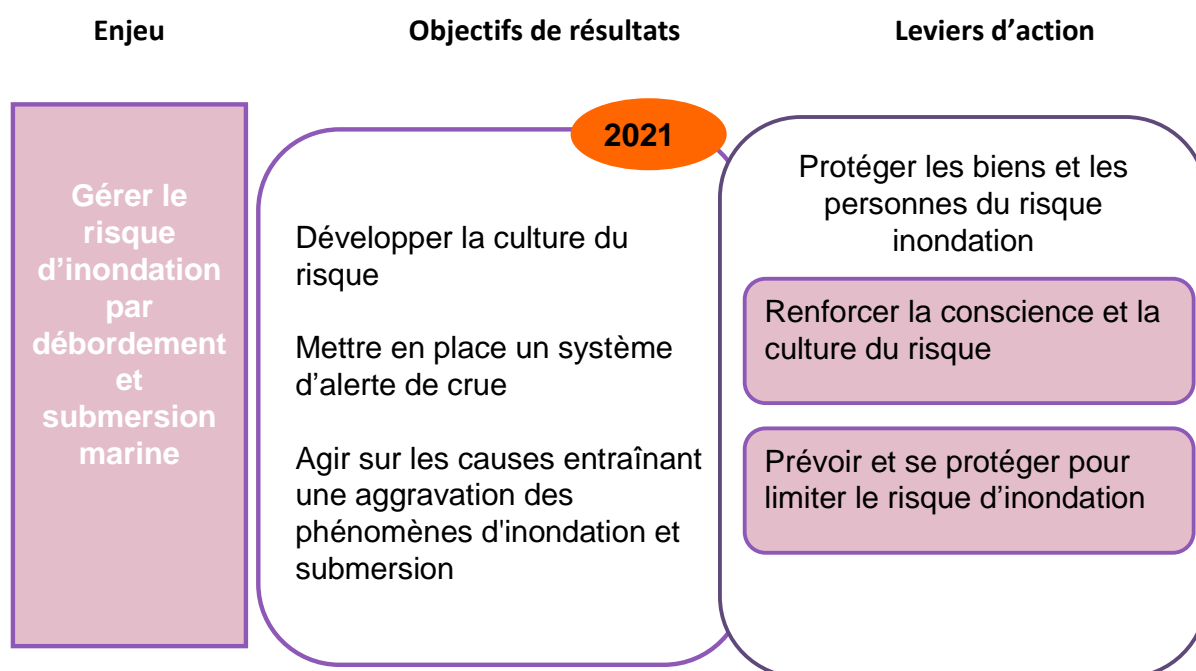 Enjeu
Objectifs de résultats
Leviers d’action
Gérer le
risque
d’inondation
par
débordement
et
submersion
marine
2021
Développer la culture du
risque
Mettre en place un système
d’alerte de crue
Agir sur les causes entraînant
une aggravation des
phénomènes d'inondation et
submersion
Protéger les biens et les
personnes du risque
inondation
Renforcer la conscience et la
culture du risque
Prévoir et se protéger pour
limiter le risque d’inondation